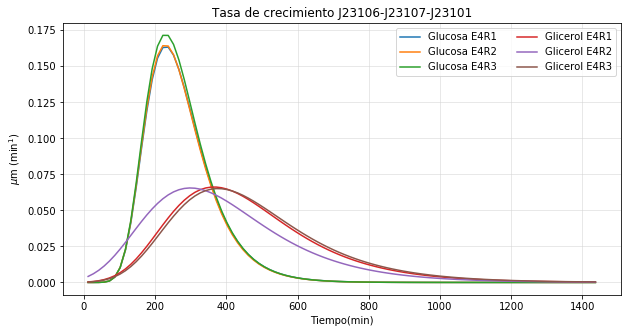 Tasa de crecimiento J23106-J23107-J23101
Glucosa E4R1
Glucosa E4R2
Glucosa E4R3
Glicerol E4R1
Glicerol E4R2
Glicerol E4R3
μm (min¹)
0.175
0.150
0.125
0.100
0.075
0.050
0.025
0.000
0 200 400 600 800 1000 1200 1400
Tiempo(min)